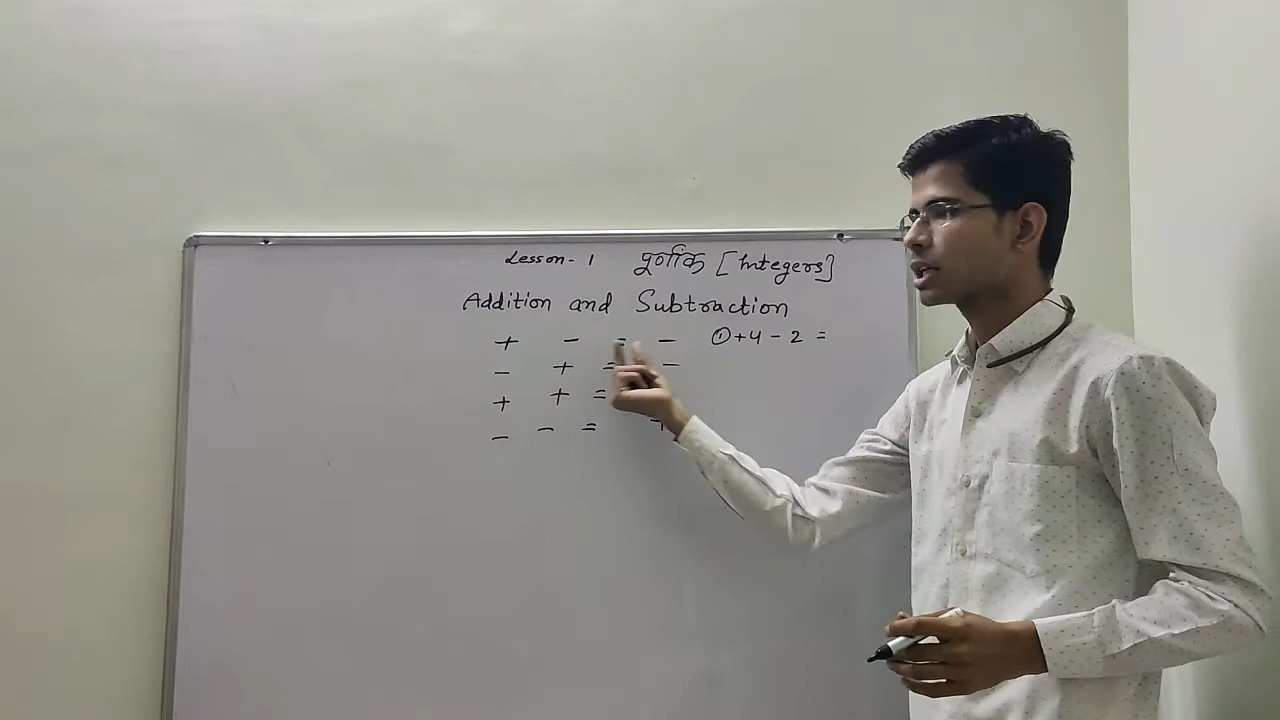 Lesson - 1 पूर्णांक [Integers]
Addition and Subtraction
+ - = - ① +4 - 2 =
- + = -
+ + =
- - = +